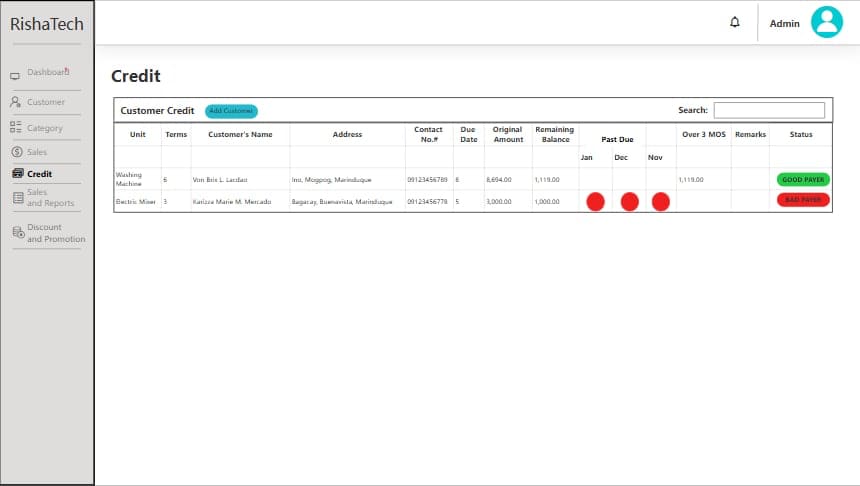 RishaTech
Admin
Dashboard
Customer
Category
Sales
Credit
Sales
and Reports
Discount
and Promotion
Credit
Customer Credit Add Customer Search:
Unit Terms Customer's Name Address Contact No.# Due Date Original Amount Remaining Balance Past Due Over 3 MOS Remarks Status
Jan Dec Nov
Washing Machine 6 Von Bric L. Lacdao Ino, Mogpog, Marinduque 09123456789 6 8,694.00 1,119.00 1,119.00 GOOD PAYER
Electric Mixer 3 Karizza Marie M. Mercado Bagacay, Buenavista, Marinduque 09123456778 5 3,000.00 1,000.00 BAD PAYER